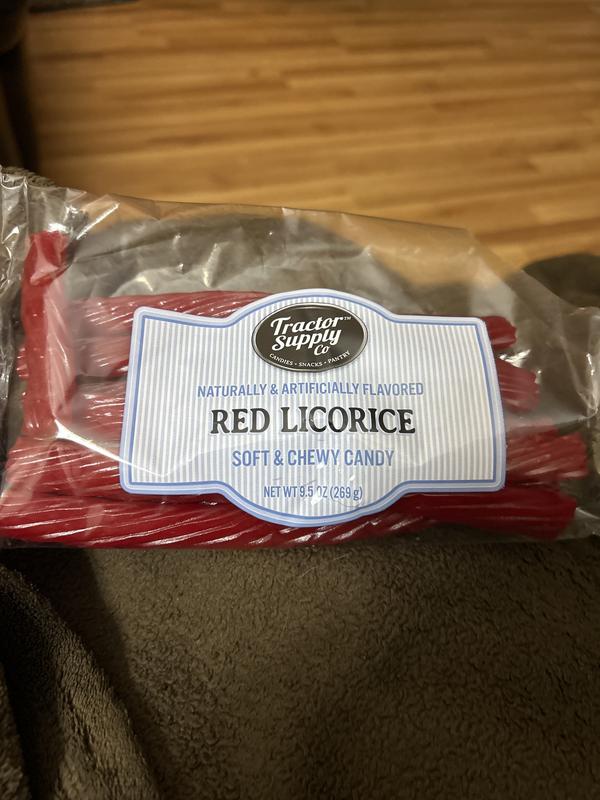 Tractor™
Supply
Co
CANDIES • SNACKS • PANTRY
NATURALLY & ARTIFICIALLY FLAVORED
RED LICORICE
SOFT & CHEWY CANDY
NET WT 9.5 OZ (269 g)